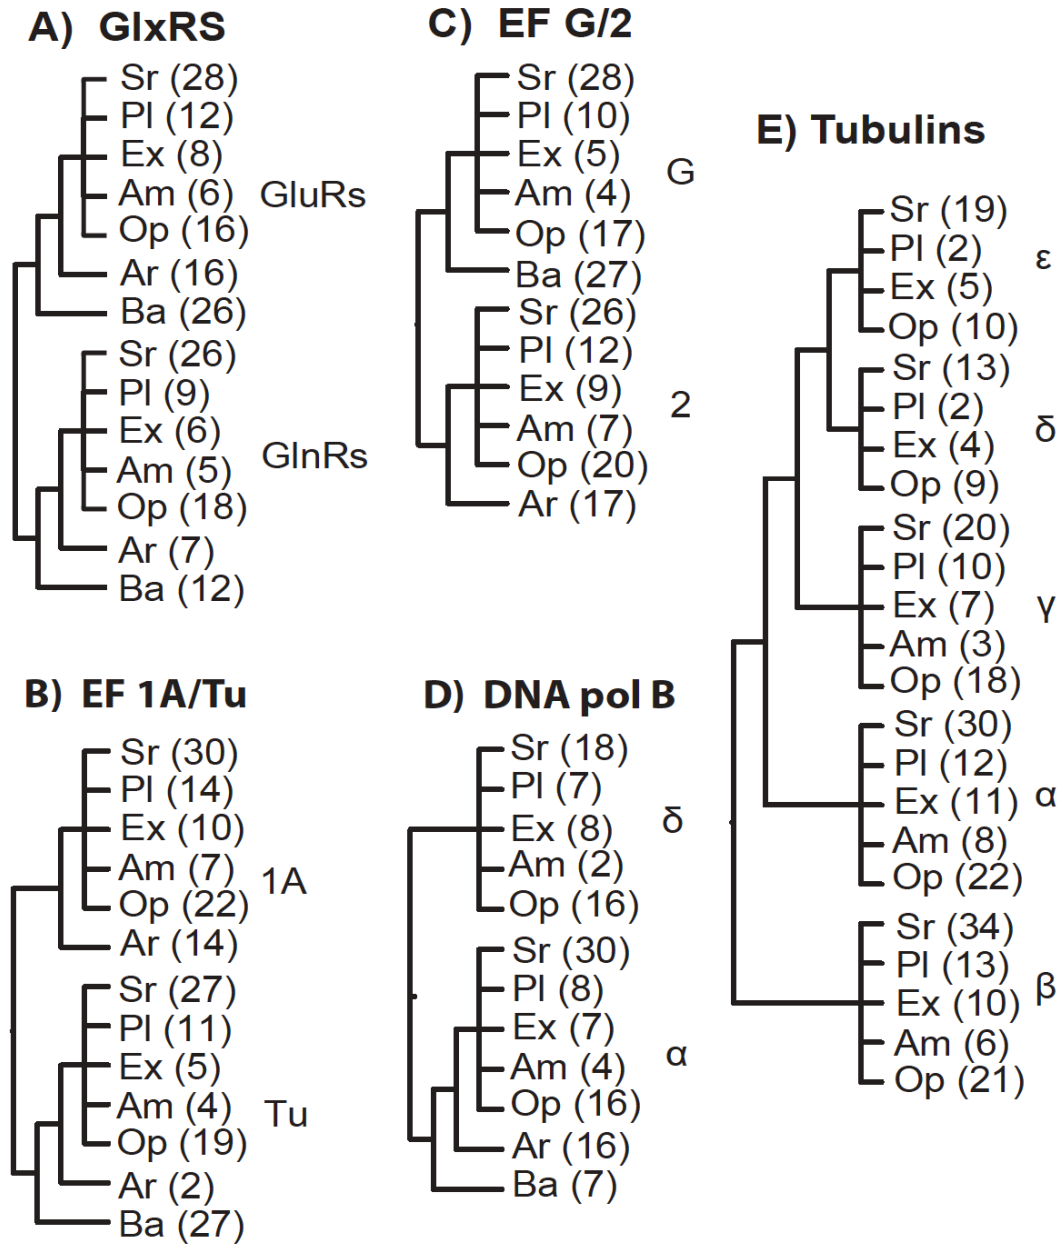 A) GlxRS
Sr (28)
Pl (12)
Ex (8)
Am (6)
Op (16)
GluRs
Ar (16)
Ba (26)
Sr (26)
Pl (9)
Ex (6)
Am (5)
Op (18)
GlnRs
Ar (7)
Ba (12)
B) EF 1A/Tu
Sr (30)
Pl (14)
Ex (10)
Am (7)
Op (22)
1A
Ar (14)
Sr (27)
Pl (11)
Ex (5)
Am (4)
Op (19)
Tu
Ar (2)
Ba (27)
C) EF G/2
Sr (28)
Pl (10)
Ex (5)
Am (4)
Op (17)
G
Ba (27)
Sr (26)
Pl (12)
Ex (9)
Am (7)
Op (20)
2
Ar (17)
D) DNA pol B
Sr (18)
Pl (7)
Ex (8)
Am (2)
Op (16)
δ
Sr (30)
Pl (8)
Ex (7)
Am (4)
Op (16)
α
Ar (16)
Ba (7)
E) Tubulins
Sr (19)
Pl (2)
Ex (5)
Op (10)
ε
Sr (13)
Pl (2)
Ex (4)
Op (9)
δ
Sr (20)
Pl (10)
Ex (7)
Am (3)
Op (18)
γ
Sr (30)
Pl (12)
Ex (11)
Am (8)
Op (22)
α
Sr (34)
Pl (13)
Ex (10)
Am (6)
Op (21)
β